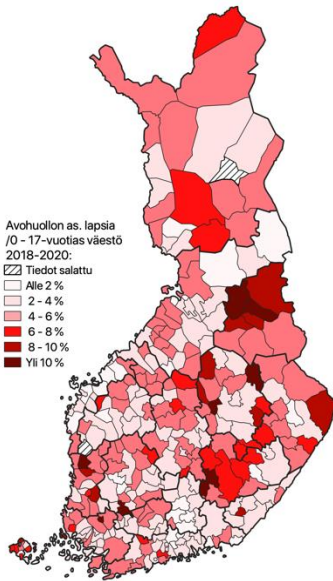 Avohuollon as. lapsia
/0 - 17-vuotias väestö
2018-2020:
Tiedot salattu
Alle 2 %
2 - 4 %
4 - 6 %
6 - 8 %
8 - 10 %
Yli 10 %